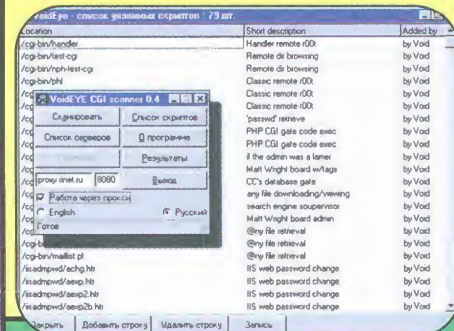 VoidEye - список уязвимых скриптов : 79 шт.
Location Short description Added by
/cgi-bin/handler Handler remote r00t by Void
/cgi-bin/test-cgi Remote dir browsing by Void
/cgi-bin/nph-test-cgi Remote dir browsing by Void
/cgi-bin/phf Classic remote r00t by Void
Classic remote r00t by Void
Classic remote r00t by Void
'passwd' retrieve by Void
PHP CGI gate code exec by Void
PHP CGI gate code exec by Void
if the admin was a lamer by Void
Matt Wright board w/tags by Void
CC's database gate by Void
any file downloading/viewing by Void
search engine soupervisor by Void
Matt Wright board admin by Void
@ny file retrieval by Void
@ny file retrieval by Void
/cgi-bin/maillist.pl @ny file retrieval by Void
/iisadmpwd/achg.htr IIS web password change by Void
/iisadmpwd/aexp.htr IIS web password change by Void
/iisadmpwd/aexp2.htr IIS web password change by Void
/iisadmpwd/aexp2b.htr IIS web password change by Void
Закрыть Добавить строку Удалить строку Запись
VoidEYE CGI scanner 0.4
Сканировать Список скриптов
Список серверов О программе
Результаты
8080 Выход
Работа через прокси
English Русский
Готов